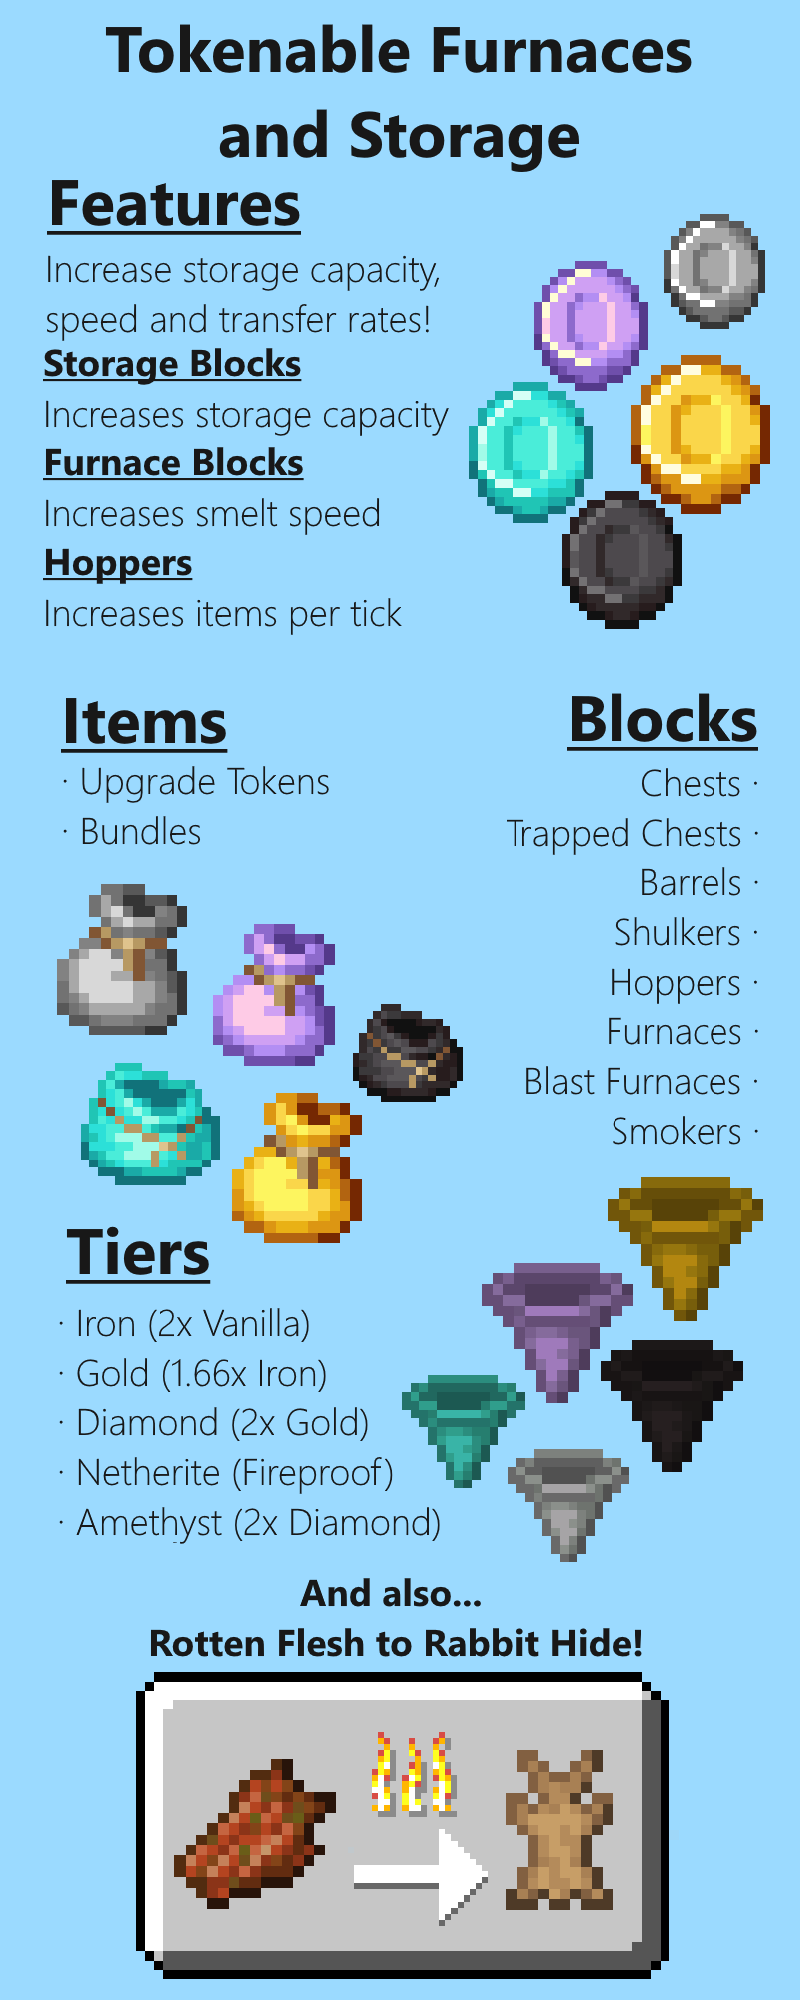 Tokenable Furnaces
and Storage
Features
Increase storage capacity,
speed and transfer rates!
Storage Blocks
Increases storage capacity
Furnace Blocks
Increases smelt speed
Hoppers
Increases items per tick
Items
· Upgrade Tokens
· Bundles
Blocks
Chests ·
Trapped Chests ·
Barrels ·
Shulkers ·
Hoppers ·
Furnaces ·
Blast Furnaces ·
Smokers ·
Tiers
· Iron (2x Vanilla)
· Gold (1.66x Iron)
· Diamond (2x Gold)
· Netherite (Fireproof)
· Amethyst (2x Diamond)
And also...
Rotten Flesh to Rabbit Hide!